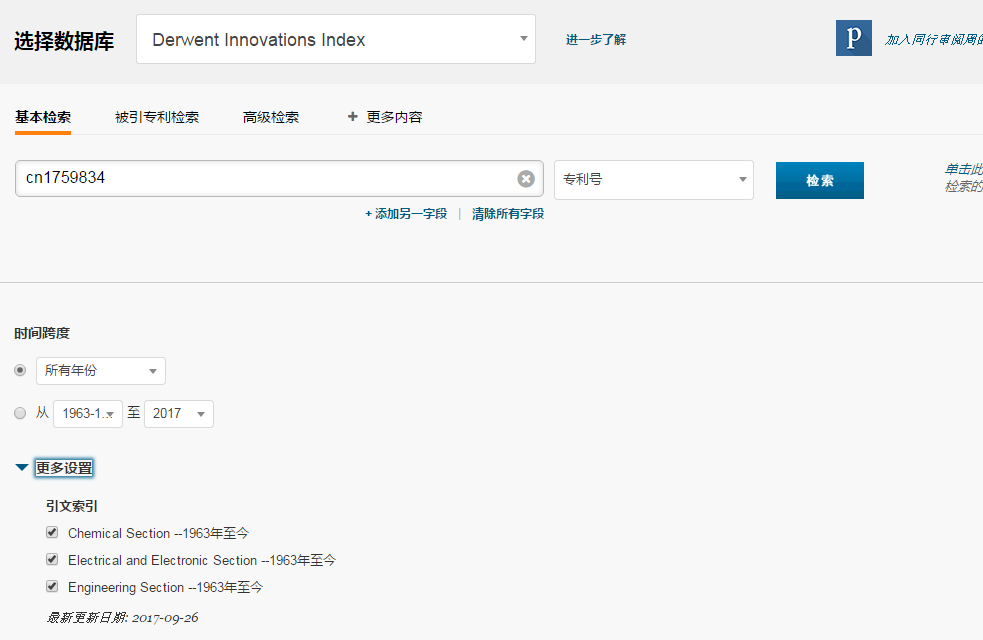 选择数据库 Derwent Innovations Index 进一步了解 p 加入同行审阅周的
基本检索 被引专利检索 高级检索 + 更多内容
cn1759834 专利号 检索 单击此
检索的
+ 添加另一字段 | 清除所有字段
时间跨度
所有年份
从 1963-1.. 至 2017
更多设置
引文索引
Chemical Section --1963年至今
Electrical and Electronic Section --1963年至今
Engineering Section --1963年至今
最新更新日期: 2017-09-26